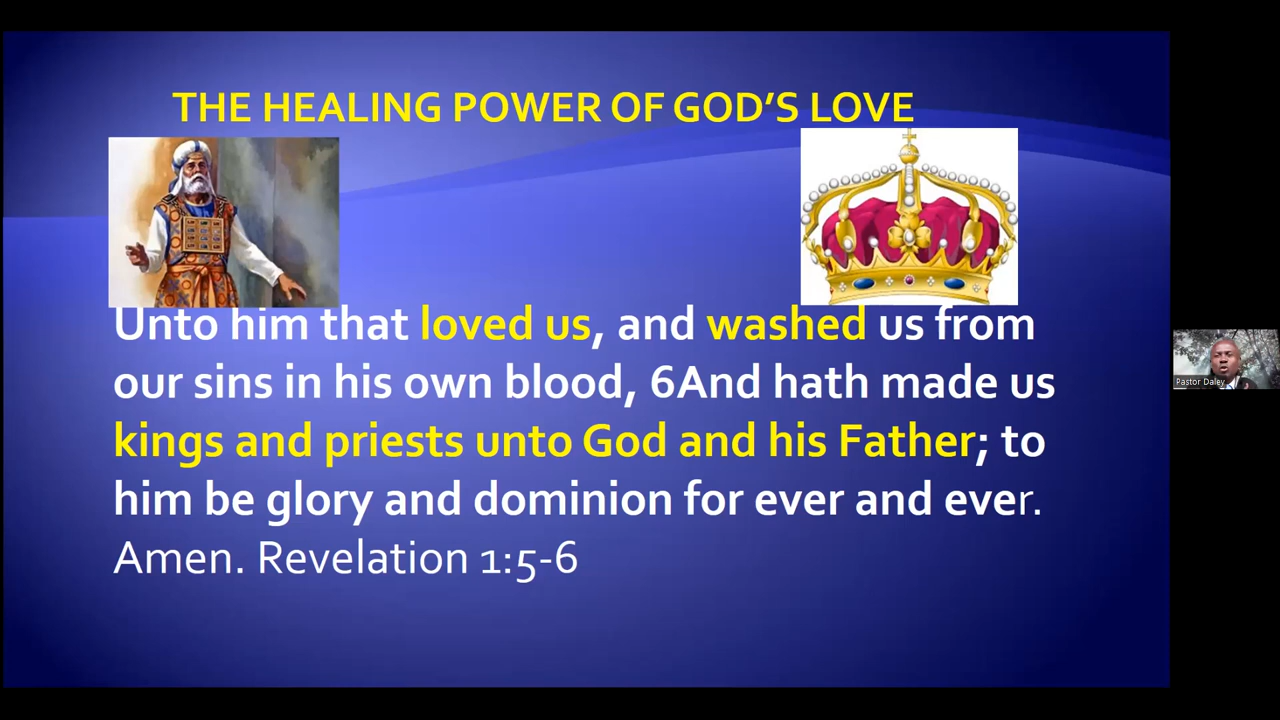 THE HEALING POWER OF GOD’S LOVE
Unto him that loved us, and washed us from
our sins in his own blood, 6And hath made us
kings and priests unto God and his Father; to
him be glory and dominion for ever and ever.
Amen. Revelation 1:5-6
Pastor Daley